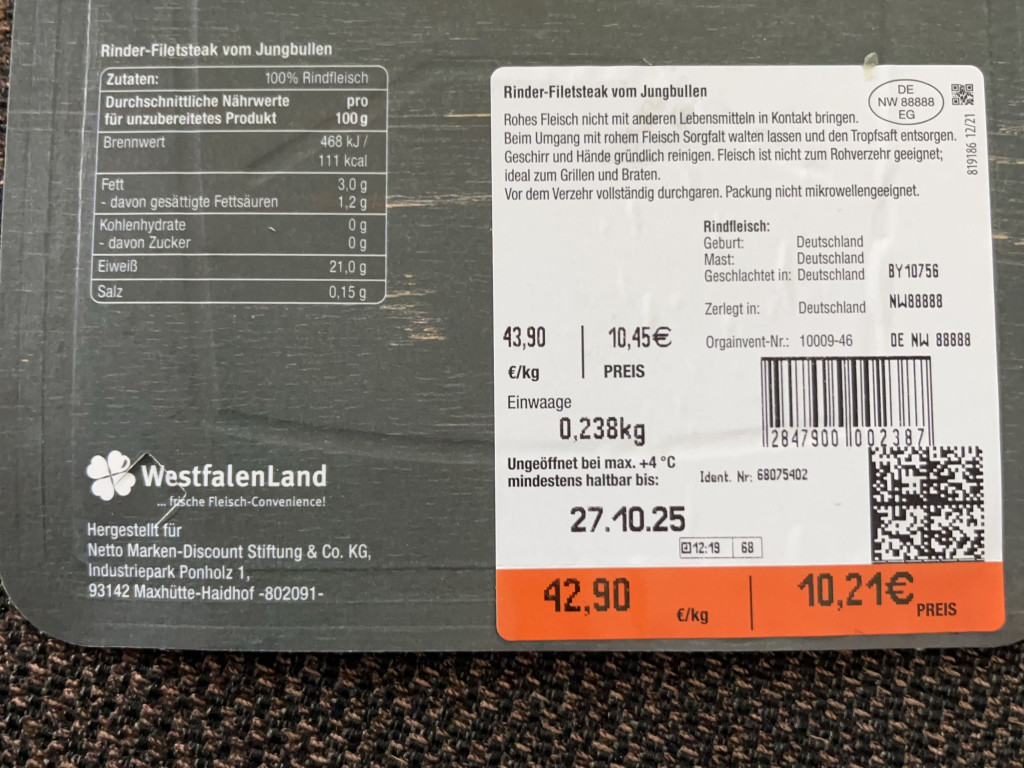 Rinder-Filetsteak vom Jungbullen
Zutaten: 100% Rindfleisch
Durchschnittliche Nährwerte pro
für unzubereitetes Produkt 100 g
Brennwert 468 kJ /
111 kcal
Fett 3,0 g
- davon gesättigte Fettsäuren 1,2 g
Kohlenhydrate 0 g
- davon Zucker 0 g
Eiweiß 21,0 g
Salz 0,15 g
WestfalenLand
... frische Fleisch-Convenience!
Hergestellt für
Netto Marken-Discount Stiftung & Co. KG,
Industriepark Ponholz 1,
93142 Maxhütte-Haidhof -802091-
Rinder-Filetsteak vom Jungbullen
DE
NW 88888
EG
819186 12/21
Rohes Fleisch nicht mit anderen Lebensmitteln in Kontakt bringen.
Beim Umgang mit rohem Fleisch Sorgfalt walten lassen und den Tropfsaft entsorgen.
Geschirr und Hände gründlich reinigen. Fleisch ist nicht zum Rohverzehr geeignet;
ideal zum Grillen und Braten.
Vor dem Verzehr vollständig durchgaren. Packung nicht mikrowellengeeignet.
Rindfleisch:
Geburt: Deutschland
Mast: Deutschland
Geschlachtet in: Deutschland BY10756
Zerlegt in: Deutschland NW88888
Orgainvent-Nr.: 10009-46 DE NW 88888
43,90 10,45€
€/kg PREIS
Einwaage
0,238kg
2847900 002387
Ungeöffnet bei max. +4 °C
mindestens haltbar bis:
Ident. Nr: 68075402
27.10.25
12:19 68
42,90 €/kg 10,21€ PREIS